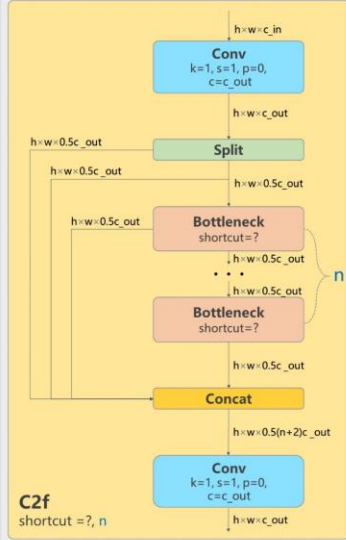 h×w×c_in
Conv
k=1, s=1, p=0,
c=c_out
h×w×c_out
h×w×0.5c_out
Split
h×w×0.5c_out
h×w×0.5c_out
h×w×0.5c_out
Bottleneck
shortcut=?
h×w×0.5c_out
...
n
h×w×0.5c_out
Bottleneck
shortcut=?
h×w×0.5c_out
Concat
h×w×0.5(n+2)c_out
Conv
k=1, s=1, p=0,
c=c_out
C2f
shortcut =?, n
h×w×c_out